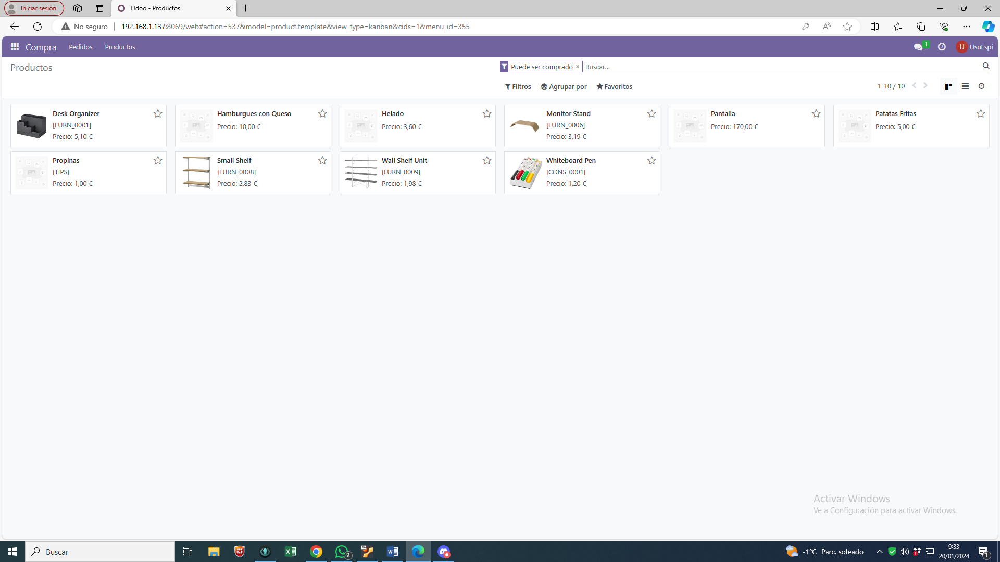 Iniciar sesión
Odoo - Productos
No seguro
192.168.1.137:8069/web#action=537&model=product.template&view_type=kanban&cids=1&menu_id=355
Compra
Pedidos
Productos
1
U
UsuEspi
Productos
Puede ser comprado ×
Buscar...
Filtros
Agrupar por
Favoritos
1-10 / 10
Desk Organizer
[FURN_0001]
Precio: 5,10 €
Hamburgues con Queso
Precio: 10,00 €
Helado
Precio: 3,60 €
Monitor Stand
[FURN_0006]
Precio: 3,19 €
Pantalla
Precio: 170,00 €
Patatas Fritas
Precio: 5,00 €
Propinas
[TIPS]
Precio: 1,00 €
Small Shelf
[FURN_0008]
Precio: 2,83 €
Wall Shelf Unit
[FURN_0009]
Precio: 1,98 €
Whiteboard Pen
[CONS_0001]
Precio: 1,20 €
Activar Windows
Ve a Configuración para activar Windows.
Buscar
2
-1°C Parc. soleado
9:33
20/01/2024
1